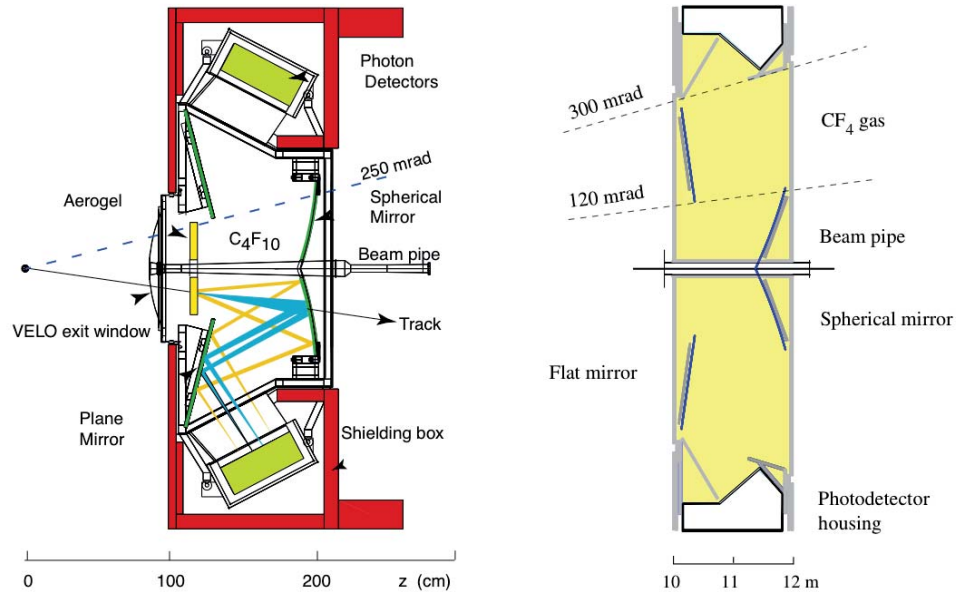 Photon
Detectors
250 mrad
Aerogel
Spherical
Mirror
C4F10
Beam pipe
VELO exit window
Track
Plane
Mirror
Shielding box
0
100
200
z (cm)
300 mrad
CF4 gas
120 mrad
Beam pipe
Spherical mirror
Flat mirror
Photodetector
housing
10
11
12 m